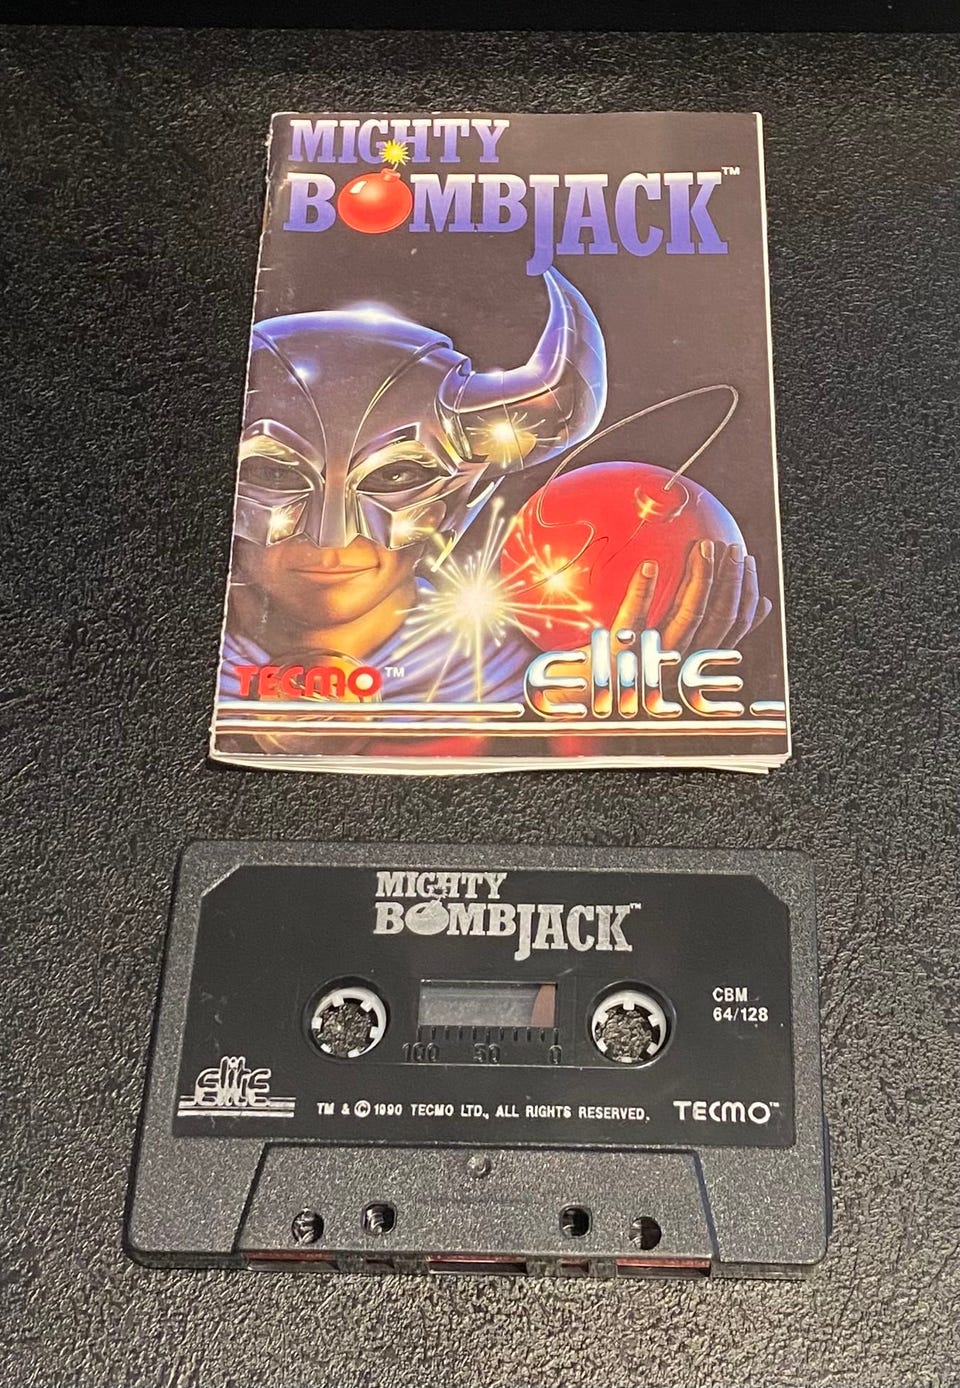 MIGHTY
BOMBJACK™
TECMO™
elite
MIGHTY
BOMBJACK™
CBM
64/128
100 50 0
elite
TM & © 1990 TECMO LTD., ALL RIGHTS RESERVED.
TECMO™